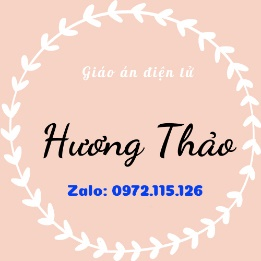 Giáo án điện tử
Hương Thảo
Zalo: 0972.115.126